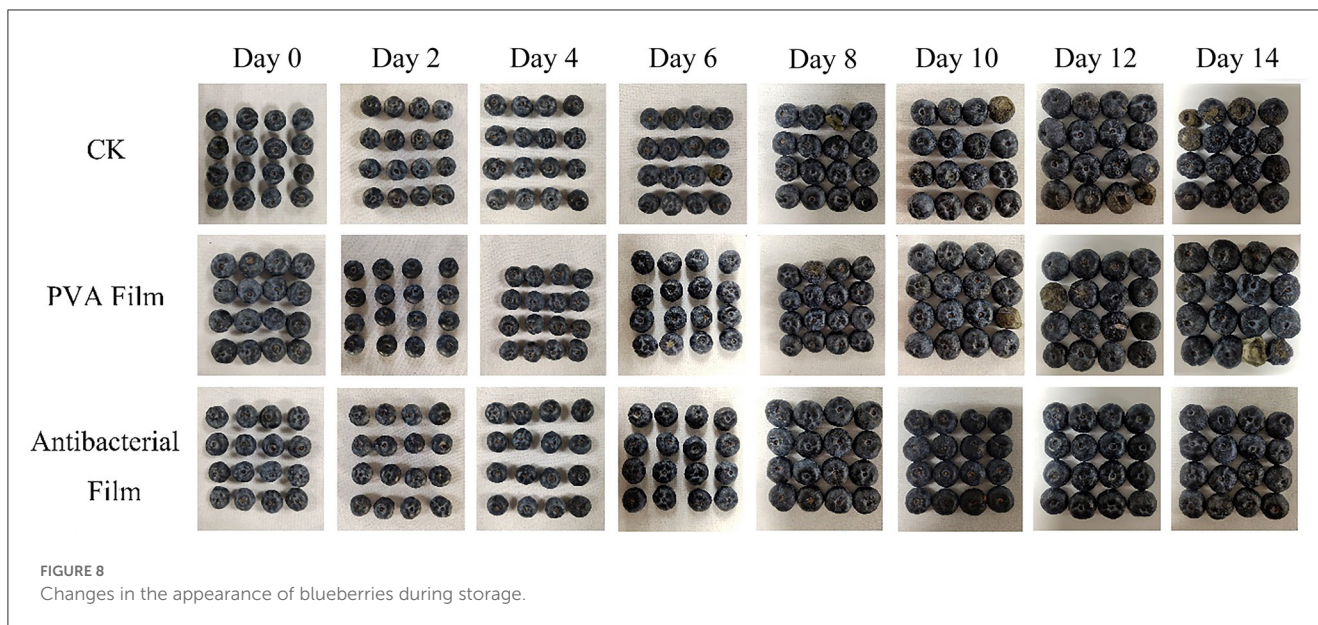 Day 0 Day 2 Day 4 Day 6 Day 8 Day 10 Day 12 Day 14
CK
PVA Film
Antibacterial
Film
FIGURE 8
Changes in the appearance of blueberries during storage.